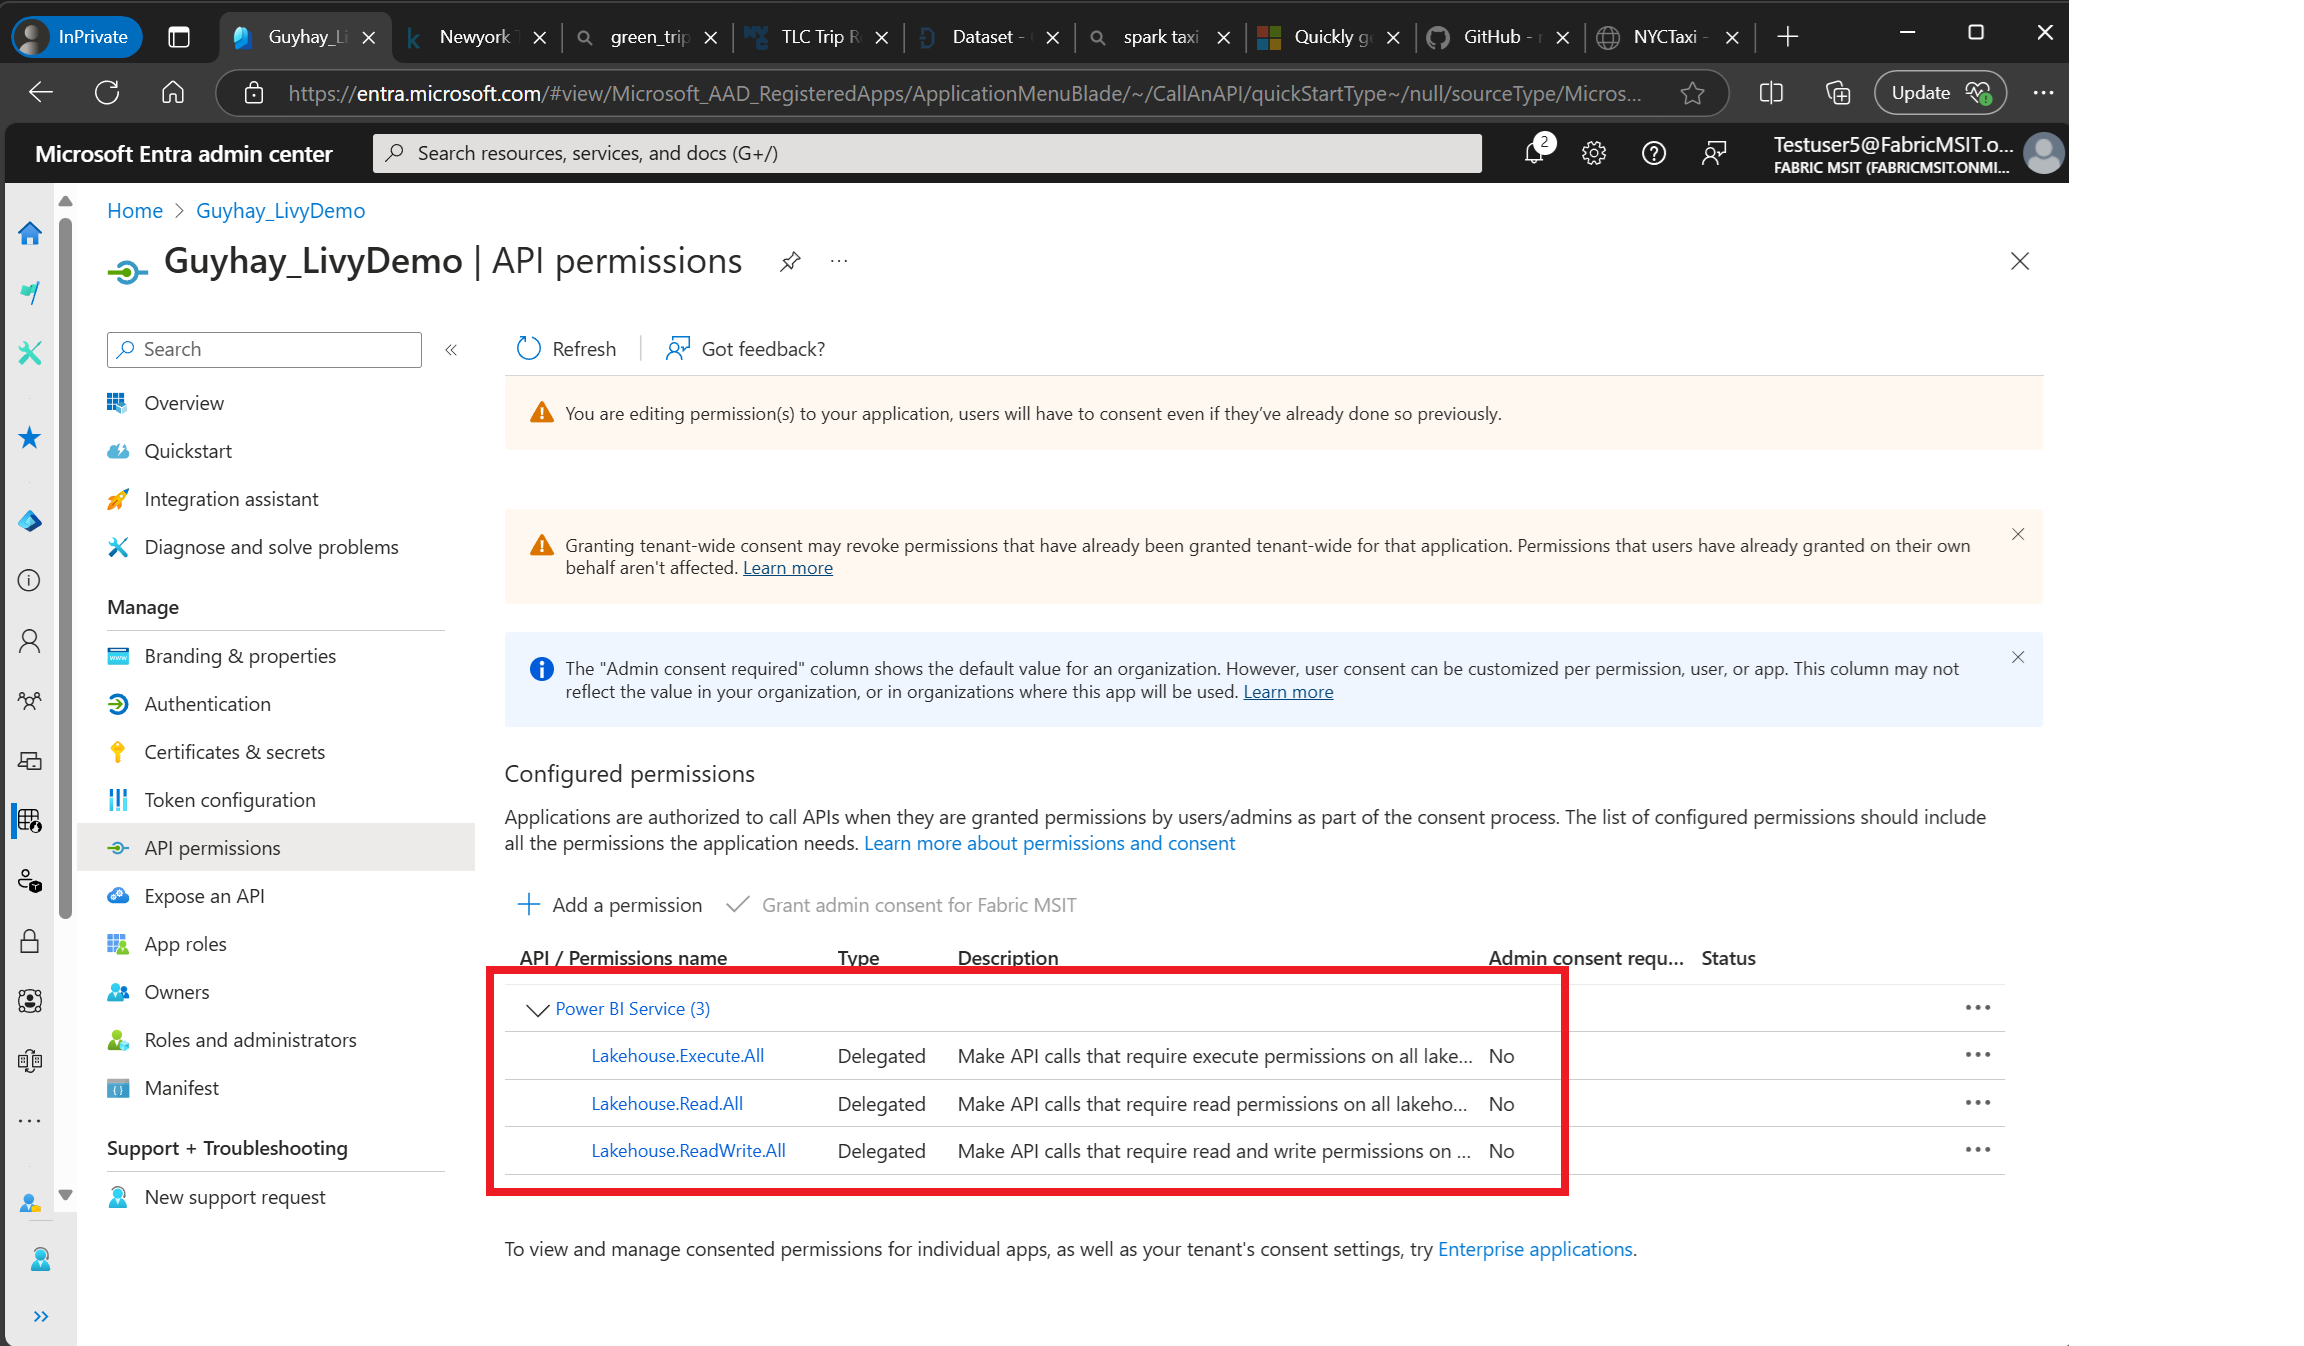 InPrivate
Guyhay_Li
Newyork T
green_trip
TLC Trip R
Dataset -
spark taxi
Quickly ge
GitHub -
NYCTaxi -
https://entra.microsoft.com/#view/Microsoft_AAD_RegisteredApps/ApplicationMenuBlade/~/CallAnAPI/quickStartType~/null/sourceType/Micros...
Update
Microsoft Entra admin center
Search resources, services, and docs (G+/)
2
Testuser5@FabricMSIT.o...
FABRIC MSIT (FABRICMSIT.ONMI...
Home > Guyhay_LivyDemo
Guyhay_LivyDemo | API permissions
Search
Refresh
Got feedback?
Overview
Quickstart
Integration assistant
Diagnose and solve problems
Manage
Branding & properties
Authentication
Certificates & secrets
Token configuration
API permissions
Expose an API
App roles
Owners
Roles and administrators
Manifest
Support + Troubleshooting
New support request
You are editing permission(s) to your application, users will have to consent even if they've already done so previously.
Granting tenant-wide consent may revoke permissions that have already been granted tenant-wide for that application. Permissions that users have already granted on their own
behalf aren't affected. Learn more
The "Admin consent required" column shows the default value for an organization. However, user consent can be customized per permission, user, or app. This column may not
reflect the value in your organization, or in organizations where this app will be used. Learn more
Configured permissions
Applications are authorized to call APIs when they are granted permissions by users/admins as part of the consent process. The list of configured permissions should include
all the permissions the application needs. Learn more about permissions and consent
Add a permission
Grant admin consent for Fabric MSIT
API / Permissions name Type Description Admin consent requ... Status
Power BI Service (3)
Lakehouse.Execute.All Delegated Make API calls that require execute permissions on all lake... No
Lakehouse.Read.All Delegated Make API calls that require read permissions on all lakeho... No
Lakehouse.ReadWrite.All Delegated Make API calls that require read and write permissions on ... No
To view and manage consented permissions for individual apps, as well as your tenant's consent settings, try Enterprise applications.